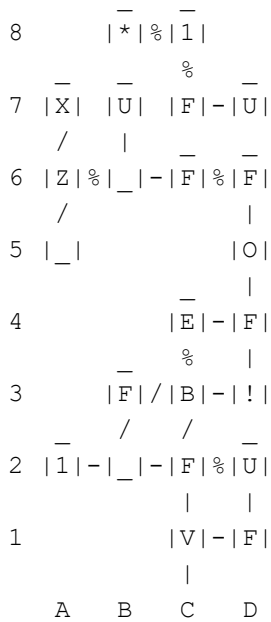 _   _
8      |*|%|1|
            %
    _   _   _   _
7  |X| |U| |F|-|U|
    /   |
            _   _
6  |Z|%|_|-|F|%|F|
    /           |
5  |_|         |O|
                |
            _
4          |E|-|F|
            %   |
        _
3      |F|/|B|-|!|
    _   /   /   _
2  |1|-|_|-|F|%|U|
            |   |
1          |V|-|F|
            |
    A   B   C   D